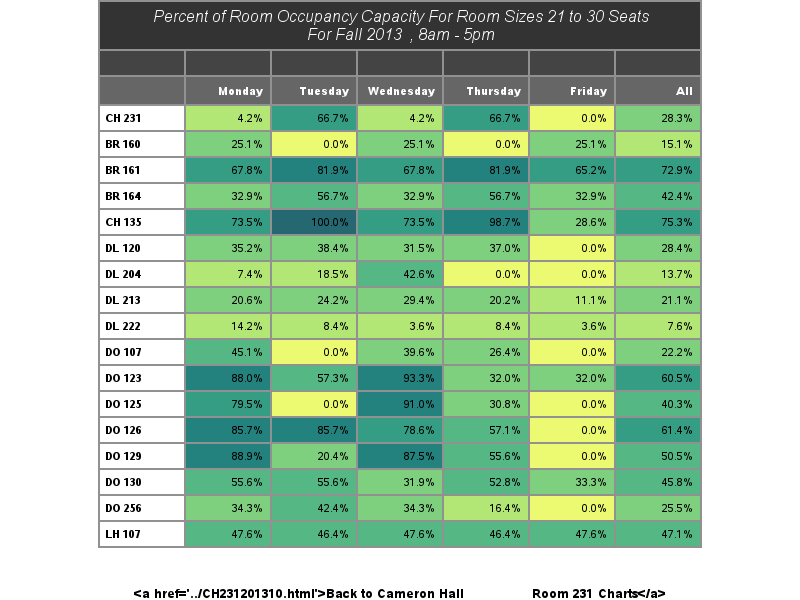 Percent of Room Occupancy Capacity For Room Sizes 21 to 30 Seats
For Fall 2013 , 8am - 5pm
Monday Tuesday Wednesday Thursday Friday All
CH 231 4.2% 66.7% 4.2% 66.7% 0.0% 28.3%
BR 160 25.1% 0.0% 25.1% 0.0% 25.1% 15.1%
BR 161 67.8% 81.9% 67.8% 81.9% 65.2% 72.9%
BR 164 32.9% 56.7% 32.9% 56.7% 32.9% 42.4%
CH 135 73.5% 100.0% 73.5% 98.7% 28.6% 75.3%
DL 120 35.2% 38.4% 31.5% 37.0% 0.0% 28.4%
DL 204 7.4% 18.5% 42.6% 0.0% 0.0% 13.7%
DL 213 20.6% 24.2% 29.4% 20.2% 11.1% 21.1%
DL 222 14.2% 8.4% 3.6% 8.4% 3.6% 7.6%
DO 107 45.1% 0.0% 39.6% 26.4% 0.0% 22.2%
DO 123 88.0% 57.3% 93.3% 32.0% 32.0% 60.5%
DO 125 79.5% 0.0% 91.0% 30.8% 0.0% 40.3%
DO 126 85.7% 85.7% 78.6% 57.1% 0.0% 61.4%
DO 129 88.9% 20.4% 87.5% 55.6% 0.0% 50.5%
DO 130 55.6% 55.6% 31.9% 52.8% 33.3% 45.8%
DO 256 34.3% 42.4% 34.3% 16.4% 0.0% 25.5%
LH 107 47.6% 46.4% 47.6% 46.4% 47.6% 47.1%
<a href='../CH231201310.html'>Back to Cameron Hall Room 231 Charts</a>